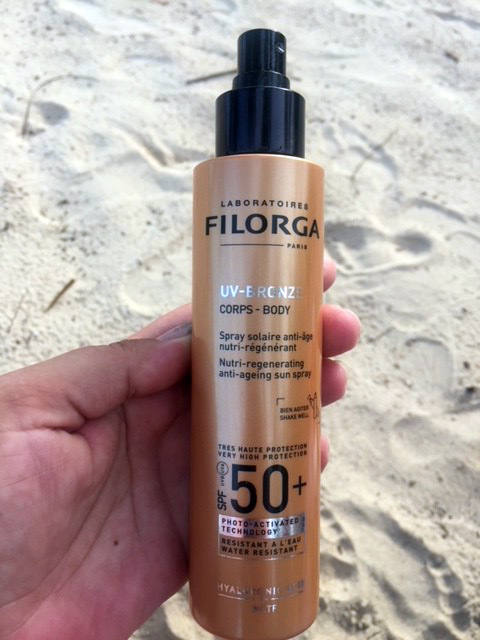 LABORATOIRES
FILORGA
PARIS
UV-BRONZE
CORPS - BODY
Spray solaire anti-âge
nutri-régénérant
Nutri-regenerating
anti-ageing sun spray
BIEN AGITER
SHAKE WELL
TRES HAUTE PROTECTION
VERY HIGH PROTECTION
SPF 50+
PHOTO-ACTIVATED
TECHNOLOGY
RESISTANT A L'EAU
WATER RESISTANT